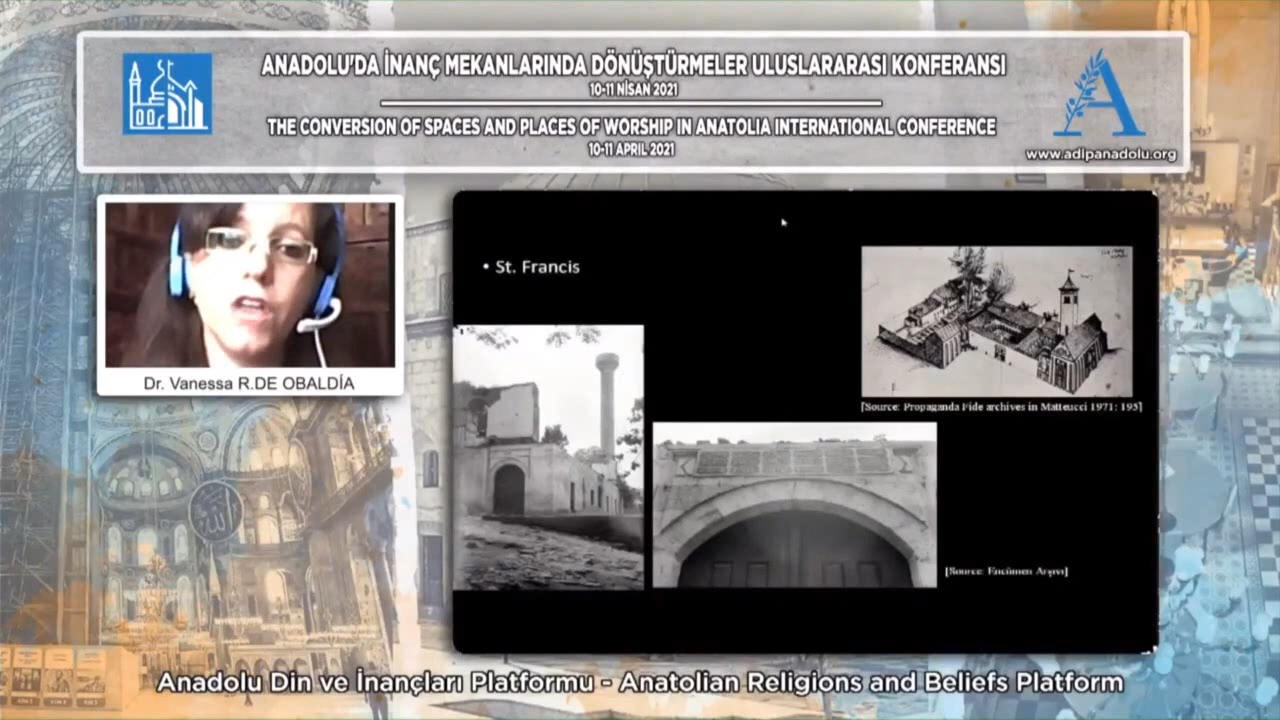 ANADOLU'DA İNANÇ MEKANLARINDA DÖNÜŞTÜRMELER ULUSLARARASI KONFERANSI
10-11 NİSAN 2021
THE CONVERSION OF SPACES AND PLACES OF WORSHIP IN ANATOLIA INTERNATIONAL CONFERENCE
10-11 APRIL 2021
www.adipanadolu.org
• St. Francis
[Source: Propaganda Fide archives in Matteucci 1971: 195]
[Source: Encümen Arşivi]
Dr. Vanessa R.DE OBALDÍA
Anadolu Din ve İnançları Platformu - Anatolian Religions and Beliefs Platform